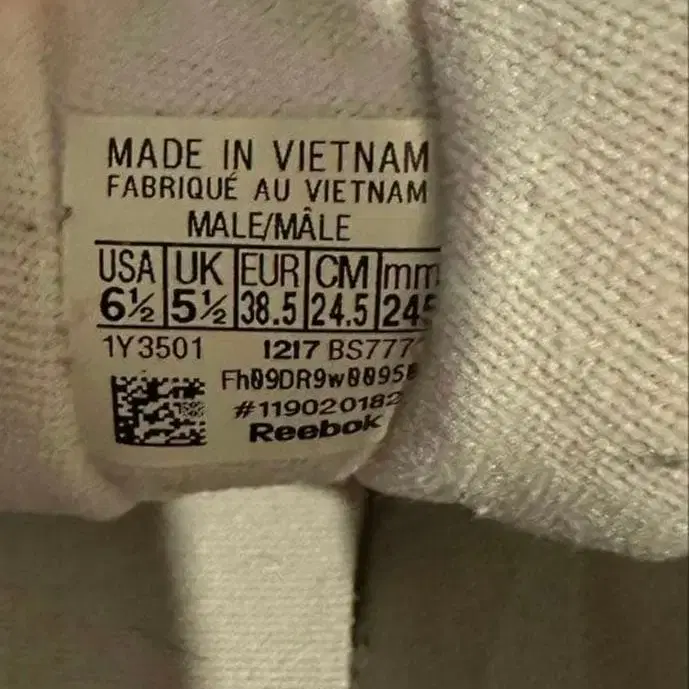 MADE IN VIETNAM
FABRIQUÉ AU VIETNAM
MALE/MÂLE
USA UK EUR CM mm
6½ 5½ 38.5 24.5
1Y3501 1217
Reebok